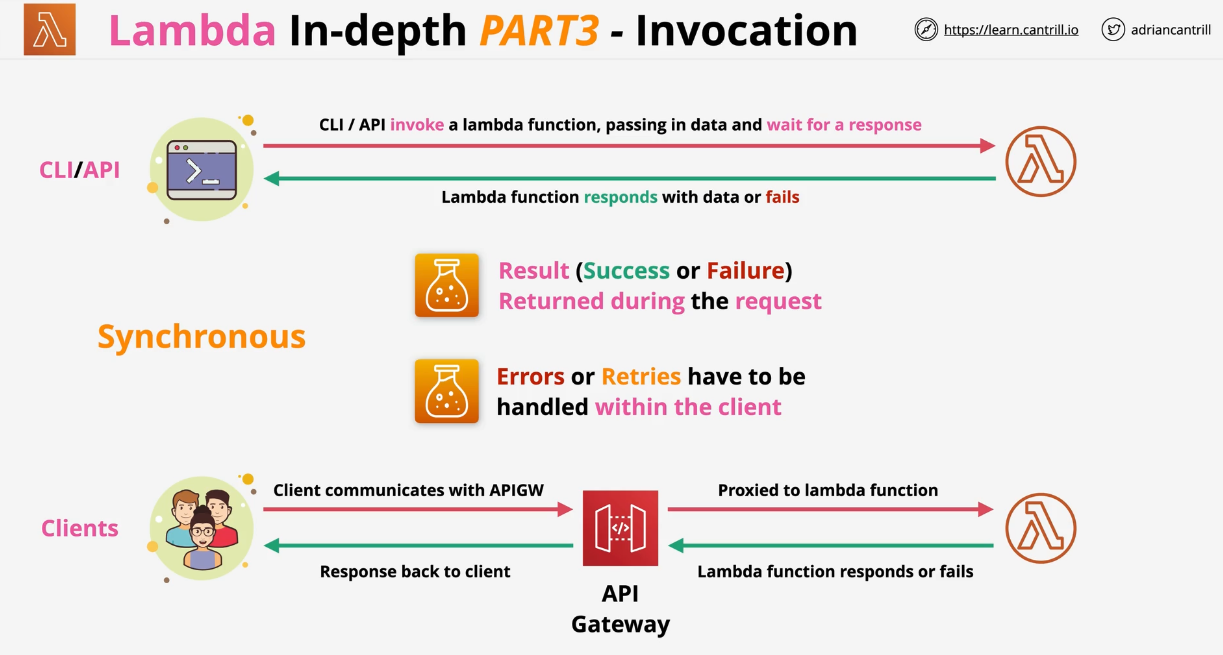 Lambda In-depth PART3 - Invocation
https://learn.cantrill.io
adriancantrill
CLI / API invoke a lambda function, passing in data and wait for a response
CLI/API
Lambda function responds with data or fails
Result (Success or Failure)
Returned during the request
Synchronous
Errors or Retries have to be
handled within the client
Client communicates with APIGW
Proxied to lambda function
Clients
Response back to client
Lambda function responds or fails
API
Gateway